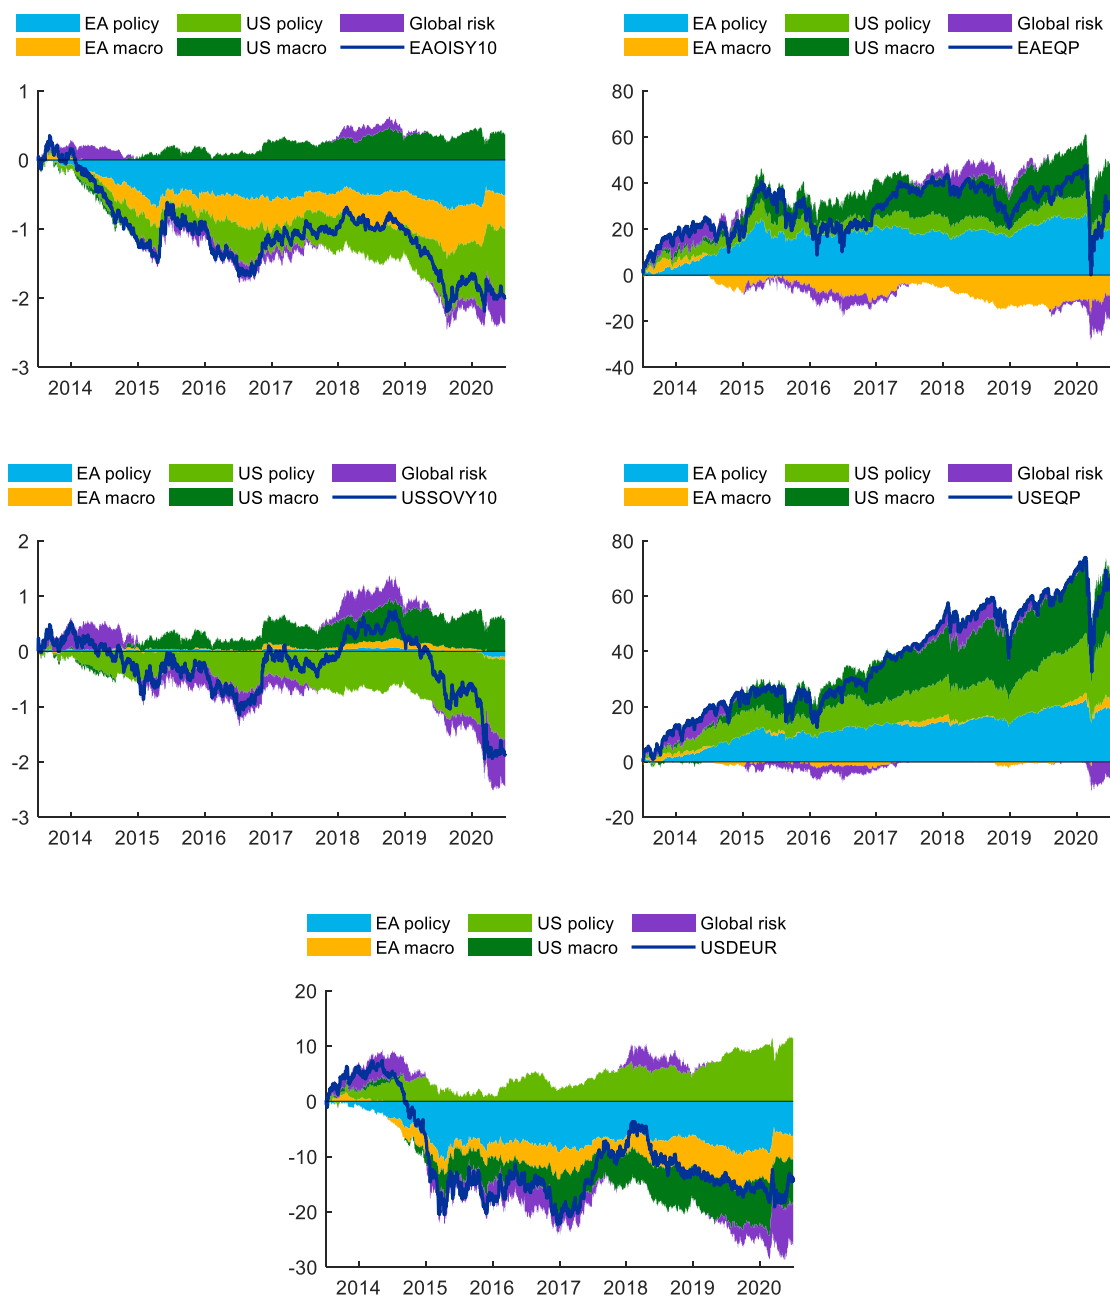 EA policy US policy Global risk
EA macro US macro EAOISY10
1
0
-1
-2
-3
2014 2015 2016 2017 2018 2019 2020
EA policy US policy Global risk
EA macro US macro EAEQP
80
60
40
20
0
-20
-40
2014 2015 2016 2017 2018 2019 2020
EA policy US policy Global risk
EA macro US macro USSOVY10
2
1
0
-1
-2
-3
2014 2015 2016 2017 2018 2019 2020
EA policy US policy Global risk
EA macro US macro USEQP
80
60
40
20
0
-20
2014 2015 2016 2017 2018 2019 2020
EA policy US policy Global risk
EA macro US macro USDEUR
20
10
0
-10
-20
-30
2014 2015 2016 2017 2018 2019 2020